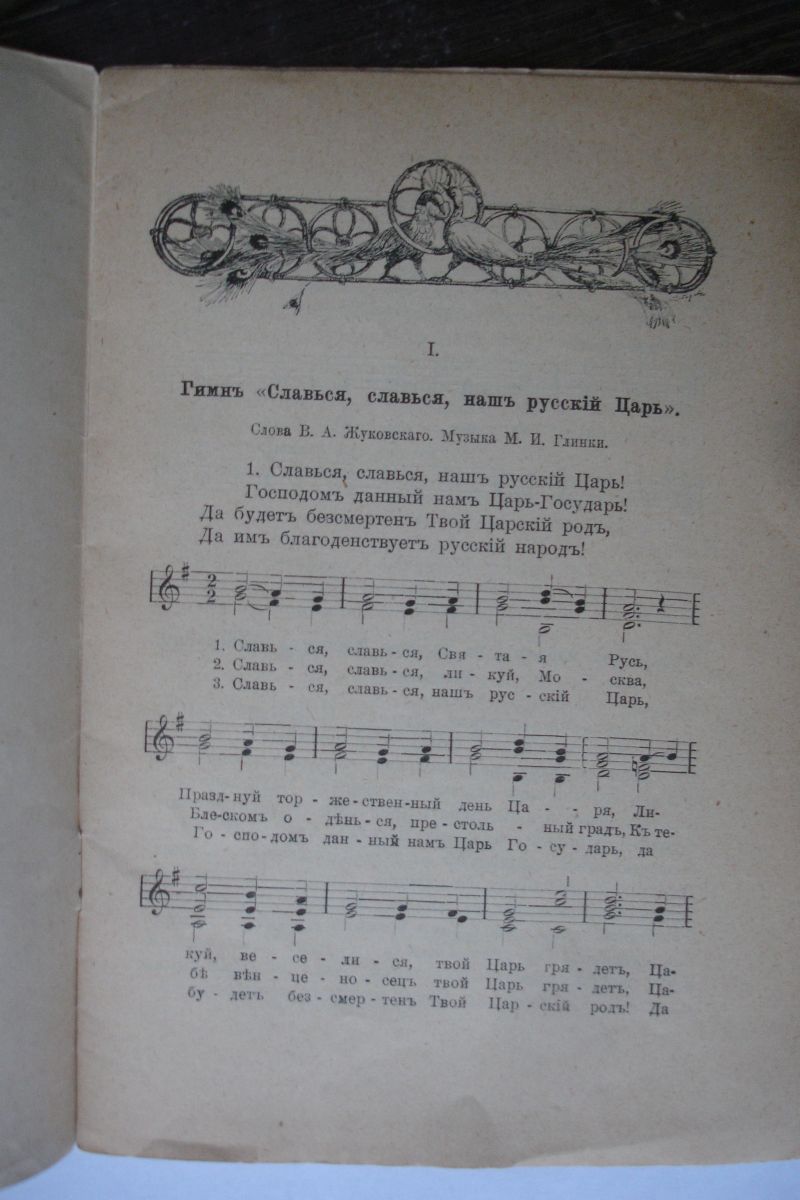 I.
Гимнъ «Славься, славься, нашъ русскій Царь».
Слова В. А. Жуковскаго. Музыка М. И. Глинки.
1. Славься, славься, нашъ русскій Царь!
Господомъ данный намъ Царь-Государь!
Да будетъ безсмертенъ Твой Царскій родъ,
Да имъ благоденствуетъ русскій народъ!
2
2
1. Славь - ся, славь - ся, Свя - та - я Русь,
2. Славь - ся, славь - ся, ли - куй, Мо - сква,
3. Славь - ся, славь - ся, нашъ рус - скій Царь,
Празд-нуй тор - же-ствен-ный день Ца - - ря, Ли-
Бле-скомъ о - дѣнь-ся, пре-столь - ный градъ, Къ те-
Го - спо-домъ дан-ный намъ Царь Го - су - дарь, да
куй, ве - се - ли - ся, твой Царь гря - детъ, Ца-
бѣ вѣн - це - но - сецъ твой Царь гря - детъ, Ца-
бу - детъ без - смер - тенъ Твой Цар - скій родъ! Да